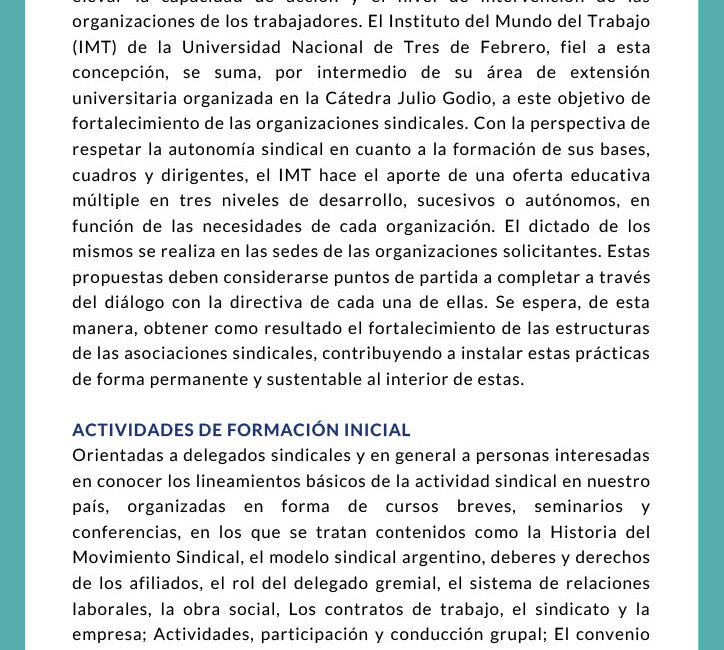 elevar la capacidad de acción y el nivel de intervención de las
organizaciones de los trabajadores. El Instituto del Mundo del Trabajo
(IMT) de la Universidad Nacional de Tres de Febrero, fiel a esta
concepción, se suma, por intermedio de su área de extensión
universitaria organizada en la Cátedra Julio Godio, a este objetivo de
fortalecimiento de las organizaciones sindicales. Con la perspectiva de
respetar la autonomía sindical en cuanto a la formación de sus bases,
cuadros y dirigentes, el IMT hace el aporte de una oferta educativa
múltiple en tres niveles de desarrollo, sucesivos o autónomos, en
función de las necesidades de cada organización. El dictado de los
mismos se realiza en las sedes de las organizaciones solicitantes. Estas
propuestas deben considerarse puntos de partida a completar a través
del diálogo con la directiva de cada una de ellas. Se espera, de esta
manera, obtener como resultado el fortalecimiento de las estructuras
de las asociaciones sindicales, contribuyendo a instalar estas prácticas
de forma permanente y sustentable al interior de estas.
ACTIVIDADES DE FORMACIÓN INICIAL
Orientadas a delegados sindicales y en general a personas interesadas
en conocer los lineamientos básicos de la actividad sindical en nuestro
país, organizadas en forma de cursos breves, seminarios y
conferencias, en los que se tratan contenidos como la Historia del
Movimiento Sindical, el modelo sindical argentino, deberes y derechos
de los afiliados, el rol del delegado gremial, el sistema de relaciones
laborales, la obra social, Los contratos de trabajo, el sindicato y la
empresa; Actividades, participación y conducción grupal; El convenio